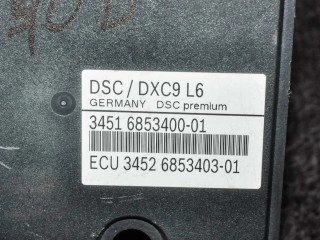 DSC / DXC9 L6
GERMANY DSC premium
3451 6853400-01
ECU 3452 6853403-01